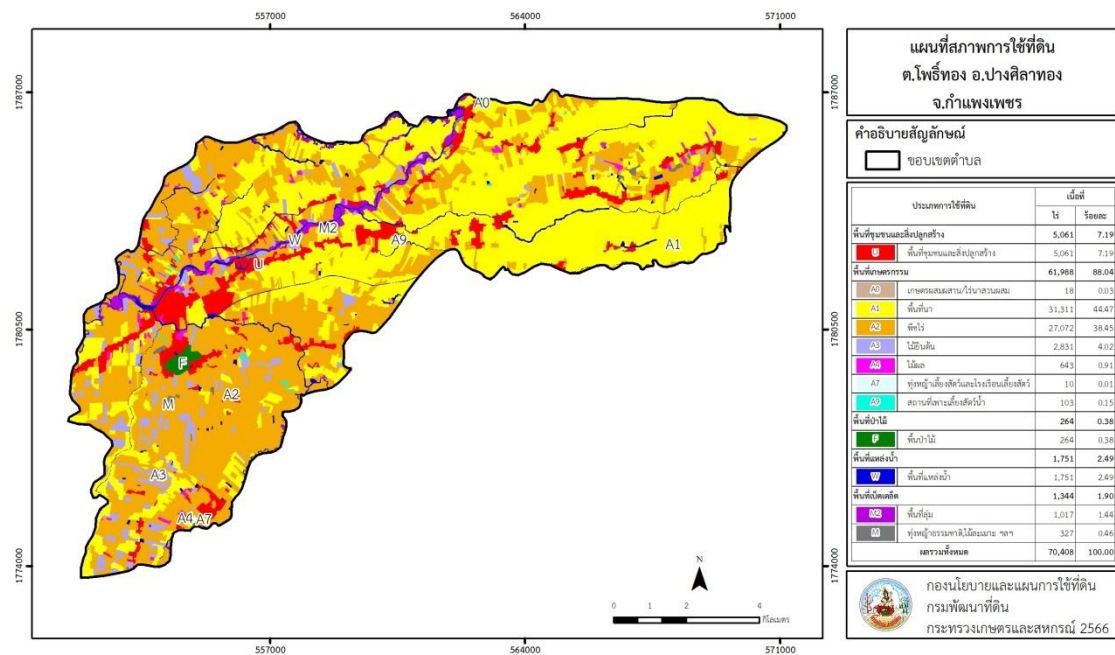 557000
564000
571000
1787000
1787000
1780500
1780500
1774000
1774000
A0
M2
W
A9
A1
U
F
A2
M
A3
A4 A7
N
0 1 2 4
กิโลเมตร
557000
564000
571000
แผนที่สภาพการใช้ที่ดิน
ต.โพธิ์ทอง อ.ปางศิลาทอง
จ.กำแพงเพชร
คำอธิบายสัญลักษณ์
ขอบเขตตำบล
ประเภทการใช้ที่ดิน เนื้อที่
ไร่ ร้อยละ
พื้นที่ชุมชนและสิ่งปลูกสร้าง 5,061 7.19
U พื้นที่ชุมชนและสิ่งปลูกสร้าง 5,061 7.19
พื้นที่เกษตรกรรม 61,988 88.04
A0 เกษตรผสมผสาน/ไร่นาสวนผสม 18 0.03
A1 พื้นที่นา 31,311 44.47
A2 พืชไร่ 27,072 38.45
A3 ไม้ยืนต้น 2,831 4.02
A4 ไม้ผล 643 0.91
A7 ทุ่งหญ้าเลี้ยงสัตว์และโรงเรือนเลี้ยงสัตว์ 10 0.01
A9 สถานที่เพาะเลี้ยงสัตว์น้ำ 103 0.15
พื้นที่ป่าไม้ 264 0.38
F พื้นป่าไม้ 264 0.38
พื้นที่แหล่งน้ำ 1,751 2.49
W พื้นที่แหล่งน้ำ 1,751 2.49
พื้นที่เบ็ดเตล็ด 1,344 1.90
M2 พื้นที่ลุ่ม 1,017 1.44
M ทุ่งหญ้าธรรมชาติ,ไม้ละเมาะ ฯลฯ 327 0.46
ผลรวมทั้งหมด 70,408 100.00
กองนโยบายและแผนการใช้ที่ดิน
กรมพัฒนาที่ดิน
กระทรวงเกษตรและสหกรณ์ 2566